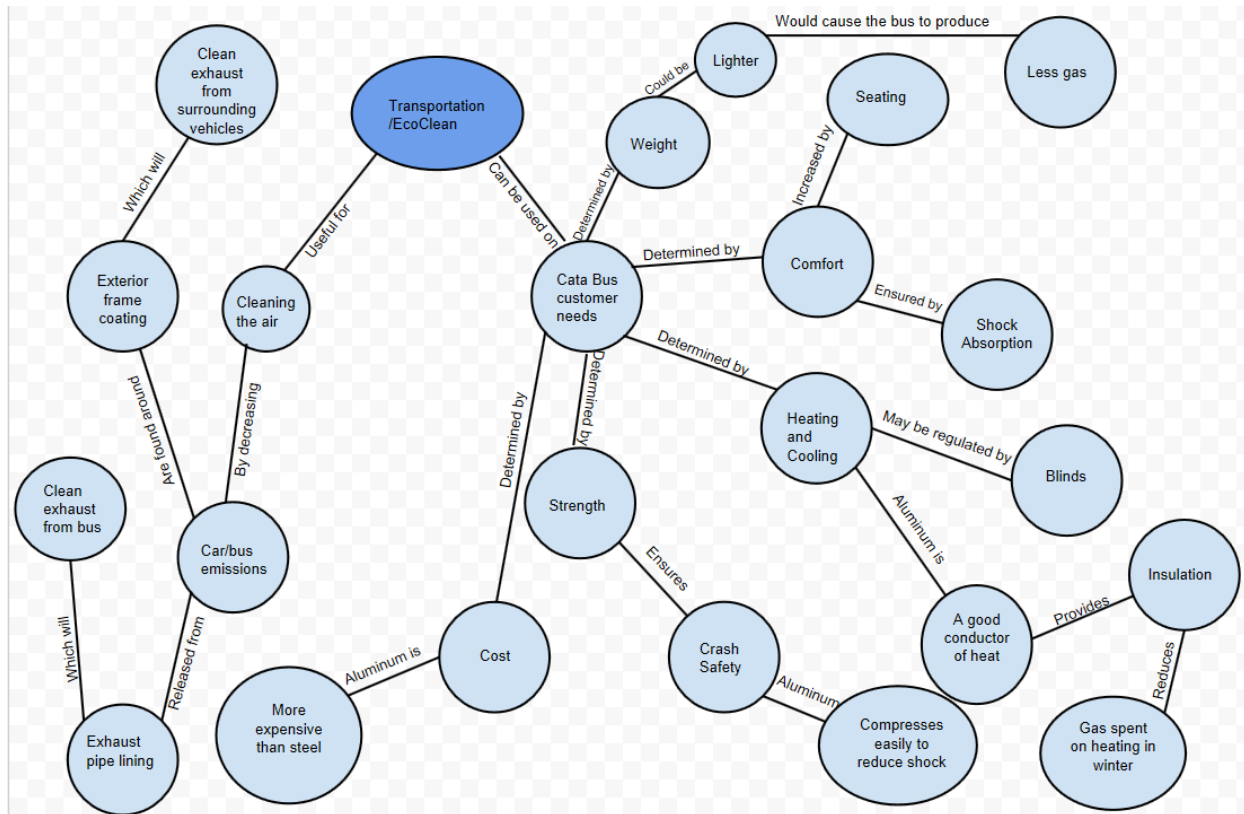 Would cause the bus to produce
Clean
exhaust
from
surrounding
vehicles
Transportation
/EcoClean
Lighter
Less gas
Could be
Seating
Weight
Which will
Useful for
Can be used on
Determined by
Increased by
Determined by
Comfort
Exterior
frame
coating
Cleaning
the air
Cata Bus
customer
needs
Ensured by
Shock
Absorption
Determined by
Determined by
Are found around
By decreasing
Determined by
Heating
and
Cooling
May be regulated by
Blinds
Clean
exhaust
from bus
Strength
Aluminum is
Car/bus
emissions
Ensures
Insulation
Which will
Released from
Provides
A good
conductor
of heat
Cost
Aluminum is
Crash
Safety
Aluminum
Reduces
More
expensive
than steel
Compresses
easily to
reduce shock
Gas spent
on heating in
winter
Exhaust
pipe lining